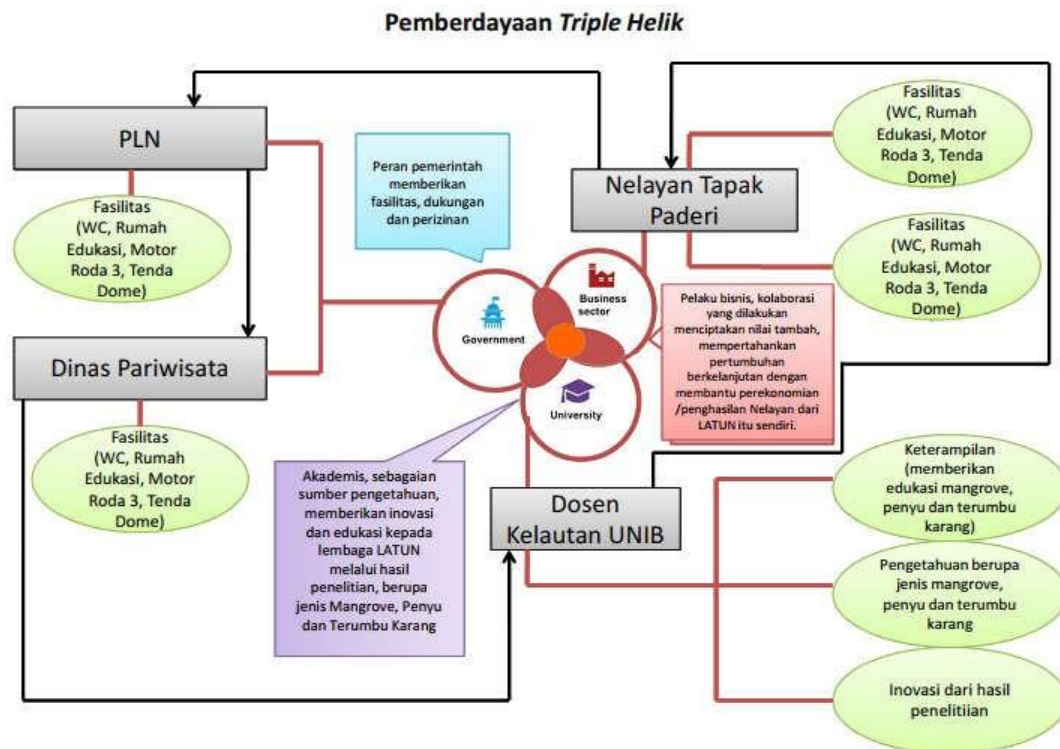 Pemberdayaan Triple Helik
PLN
Fasilitas
(WC, Rumah
Edukasi, Motor
Roda 3, Tenda
Dome)
Dinas Pariwisata
Fasilitas
(WC, Rumah
Edukasi, Motor
Roda 3, Tenda
Dome)
Peran pemerintah
memberikan
fasilitas, dukungan
dan perizinan
Nelayan Tapak
Paderi
Fasilitas
(WC, Rumah
Edukasi, Motor
Roda 3, Tenda
Dome)
Fasilitas
(WC, Rumah
Edukasi, Motor
Roda 3, Tenda
Dome)
Business
sector
Government
University
Pelaku bisnis, kolaborasi
yang dilakukan
menciptakan nilai tambah,
mempertahankan
pertumbuhan
berkelanjutan dengan
membantu perekonomian
/penghasilan Nelayan dari
LATUN itu sendiri.
Akademis, sebagaian
sumber pengetahuan,
memberikan inovasi
dan edukasi kepada
lembaga LATUN
melalui hasil
penelitian, berupa
jenis Mangrove, Penyu
dan Terumbu Karang
Dosen
Kelautan UNIB
Keterampilan
(memberikan
edukasi mangrove,
penyu dan terumbu
karang)
Pengetahuan berupa
jenis mangrove,
penyu dan terumbu
karang
Inovasi dari hasil
penelitiian